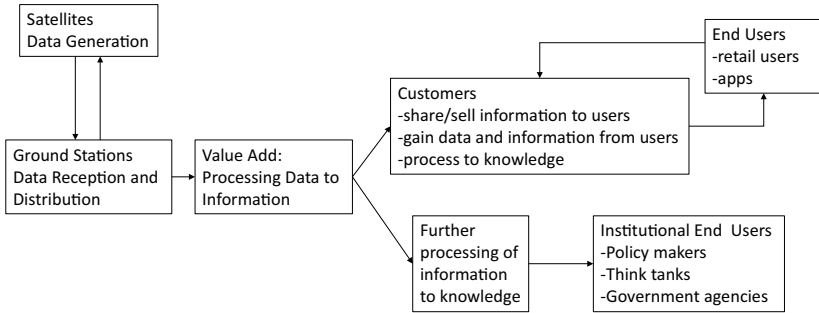 Satellites
Data Generation
End Users
-retail users
-apps
Customers
-share/sell information to users
-gain data and information from users
-process to knowledge
Ground Stations
Data Reception and
Distribution
Value Add:
Processing Data to
Information
Further
processing of
information
to knowledge
Institutional End Users
-Policy makers
-Think tanks
-Government agencies